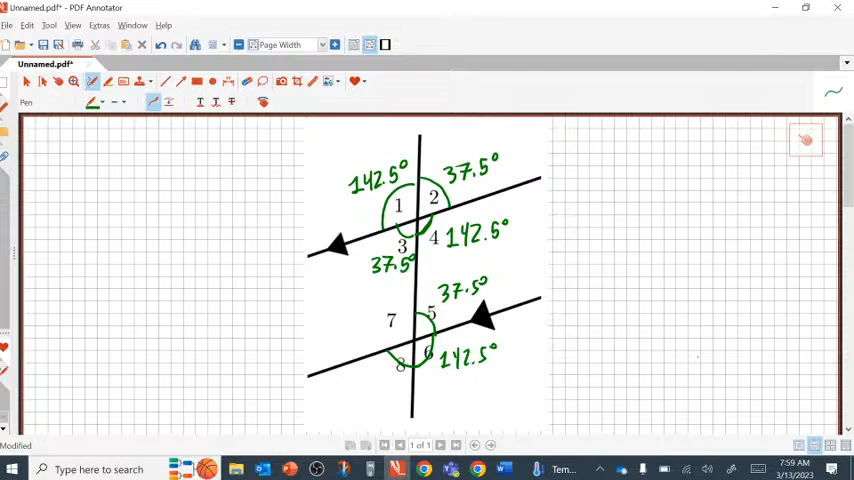 Unnamed.pdf* - PDF Annotator
File Edit Tool View Extras Window Help
Page Width
Unnamed.pdf*
Pen
142.5°
37.5°
1
2
3
4
142.5°
37.5°
37.5°
7
5
8
6
142.5°
1 of 1
Modified
Type here to search
Tem...
7:59 AM
3/13/2023